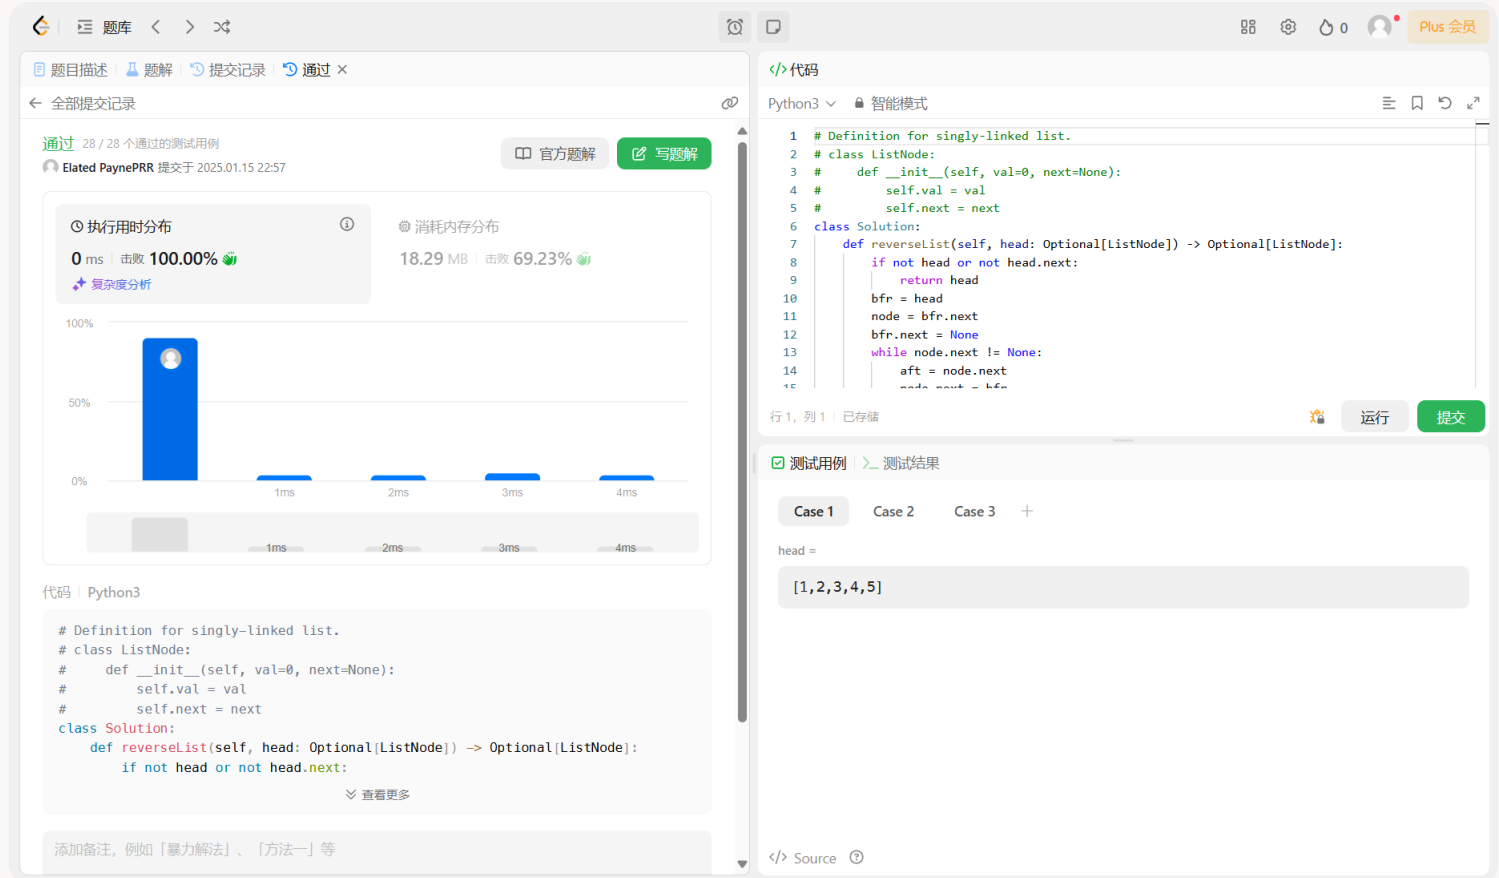 题库
0
Plus 会员
题目描述
题解
提交记录
通过
全部提交记录
通过 28 / 28 个通过的测试用例
Elated PaynePRR 提交于 2025.01.15 22:57
官方题解
写题解
执行用时分布
0 ms 击败 100.00%
复杂度分析
消耗内存分布
18.29 MB 击败 69.23%
100%
50%
0%
1ms 2ms 3ms 4ms
1ms 2ms 3ms 4ms
代码 Python3
# Definition for singly-linked list.
# class ListNode:
#     def __init__(self, val=0, next=None):
#         self.val = val
#         self.next = next
class Solution:
    def reverseList(self, head: Optional[ListNode]) -> Optional[ListNode]:
        if not head or not head.next:
查看更多
添加备注，例如「暴力解法」、「方法一」等
</>代码
Python3 智能模式
1 # Definition for singly-linked list.
2 # class ListNode:
3 #     def __init__(self, val=0, next=None):
4 #         self.val = val
5 #         self.next = next
6 class Solution:
7     def reverseList(self, head: Optional[ListNode]) -> Optional[ListNode]:
8         if not head or not head.next:
9             return head
10         bfr = head
11         node = bfr.next
12         bfr.next = None
13         while node.next != None:
14             aft = node.next
15             node.next = bfr
行 1, 列 1 已存储
运行
提交
测试用例
测试结果
Case 1 Case 2 Case 3 +
head =
[1,2,3,4,5]
</> Source